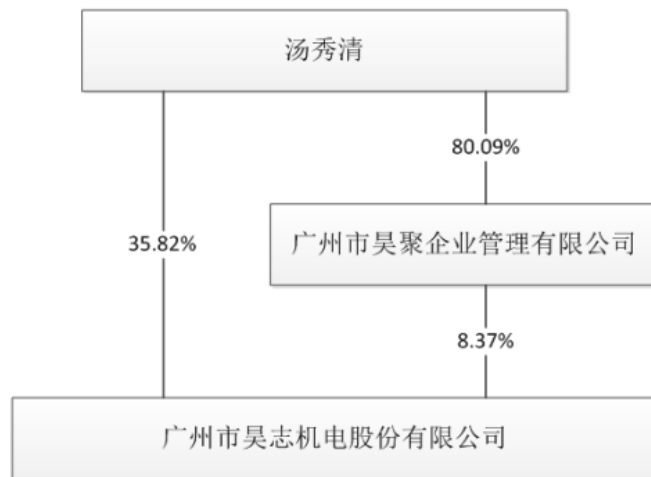 汤秀清
80.09%
广州市昊聚企业管理有限公司
35.82%
8.37%
广州市昊志机电股份有限公司